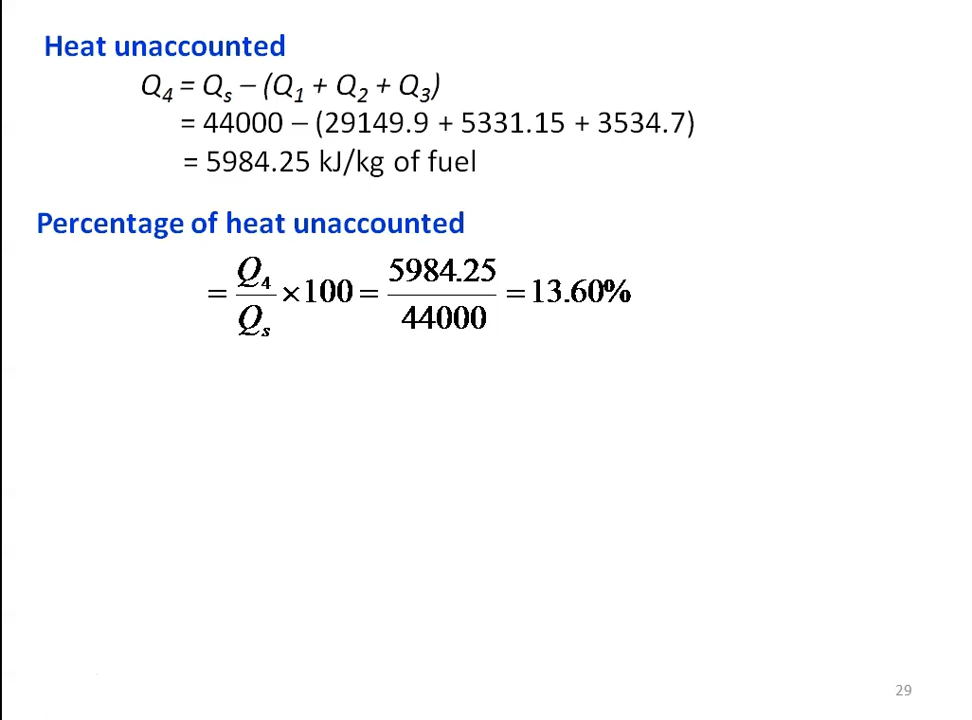 Heat unaccounted
Q4 = Qs – (Q1 + Q2 + Q3)
= 44000 – (29149.9 + 5331.15 + 3534.7)
= 5984.25 kJ/kg of fuel
Percentage of heat unaccounted
= Q4/Qs ×100 = 5984.25/44000 = 13.60%
29